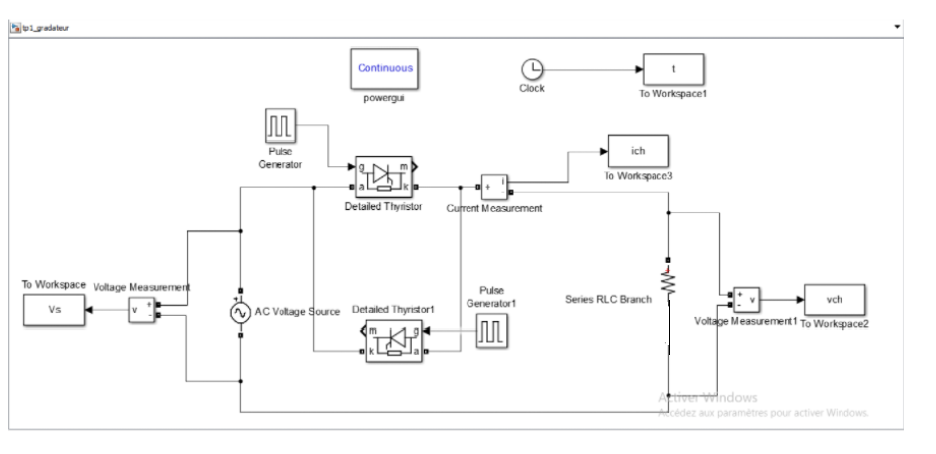 tp1_gradateur
Continuous
powergui
Clock
t
To Workspace1
Pulse
Generator
g
m
a
k
Detailed Thyristor
ich
To Workspace3
+
i
-
Current Measurement
To Workspace
Vs
Voltage Measurement
v
+
-
AC Voltage Source
Detailed Thyristor1
m
g
k
a
Pulse
Generator1
Series RLC Branch
+
-
v
Voltage Measurement1
vch
To Workspace2
Activer Windows
Accédez aux paramètres pour activer Windows.